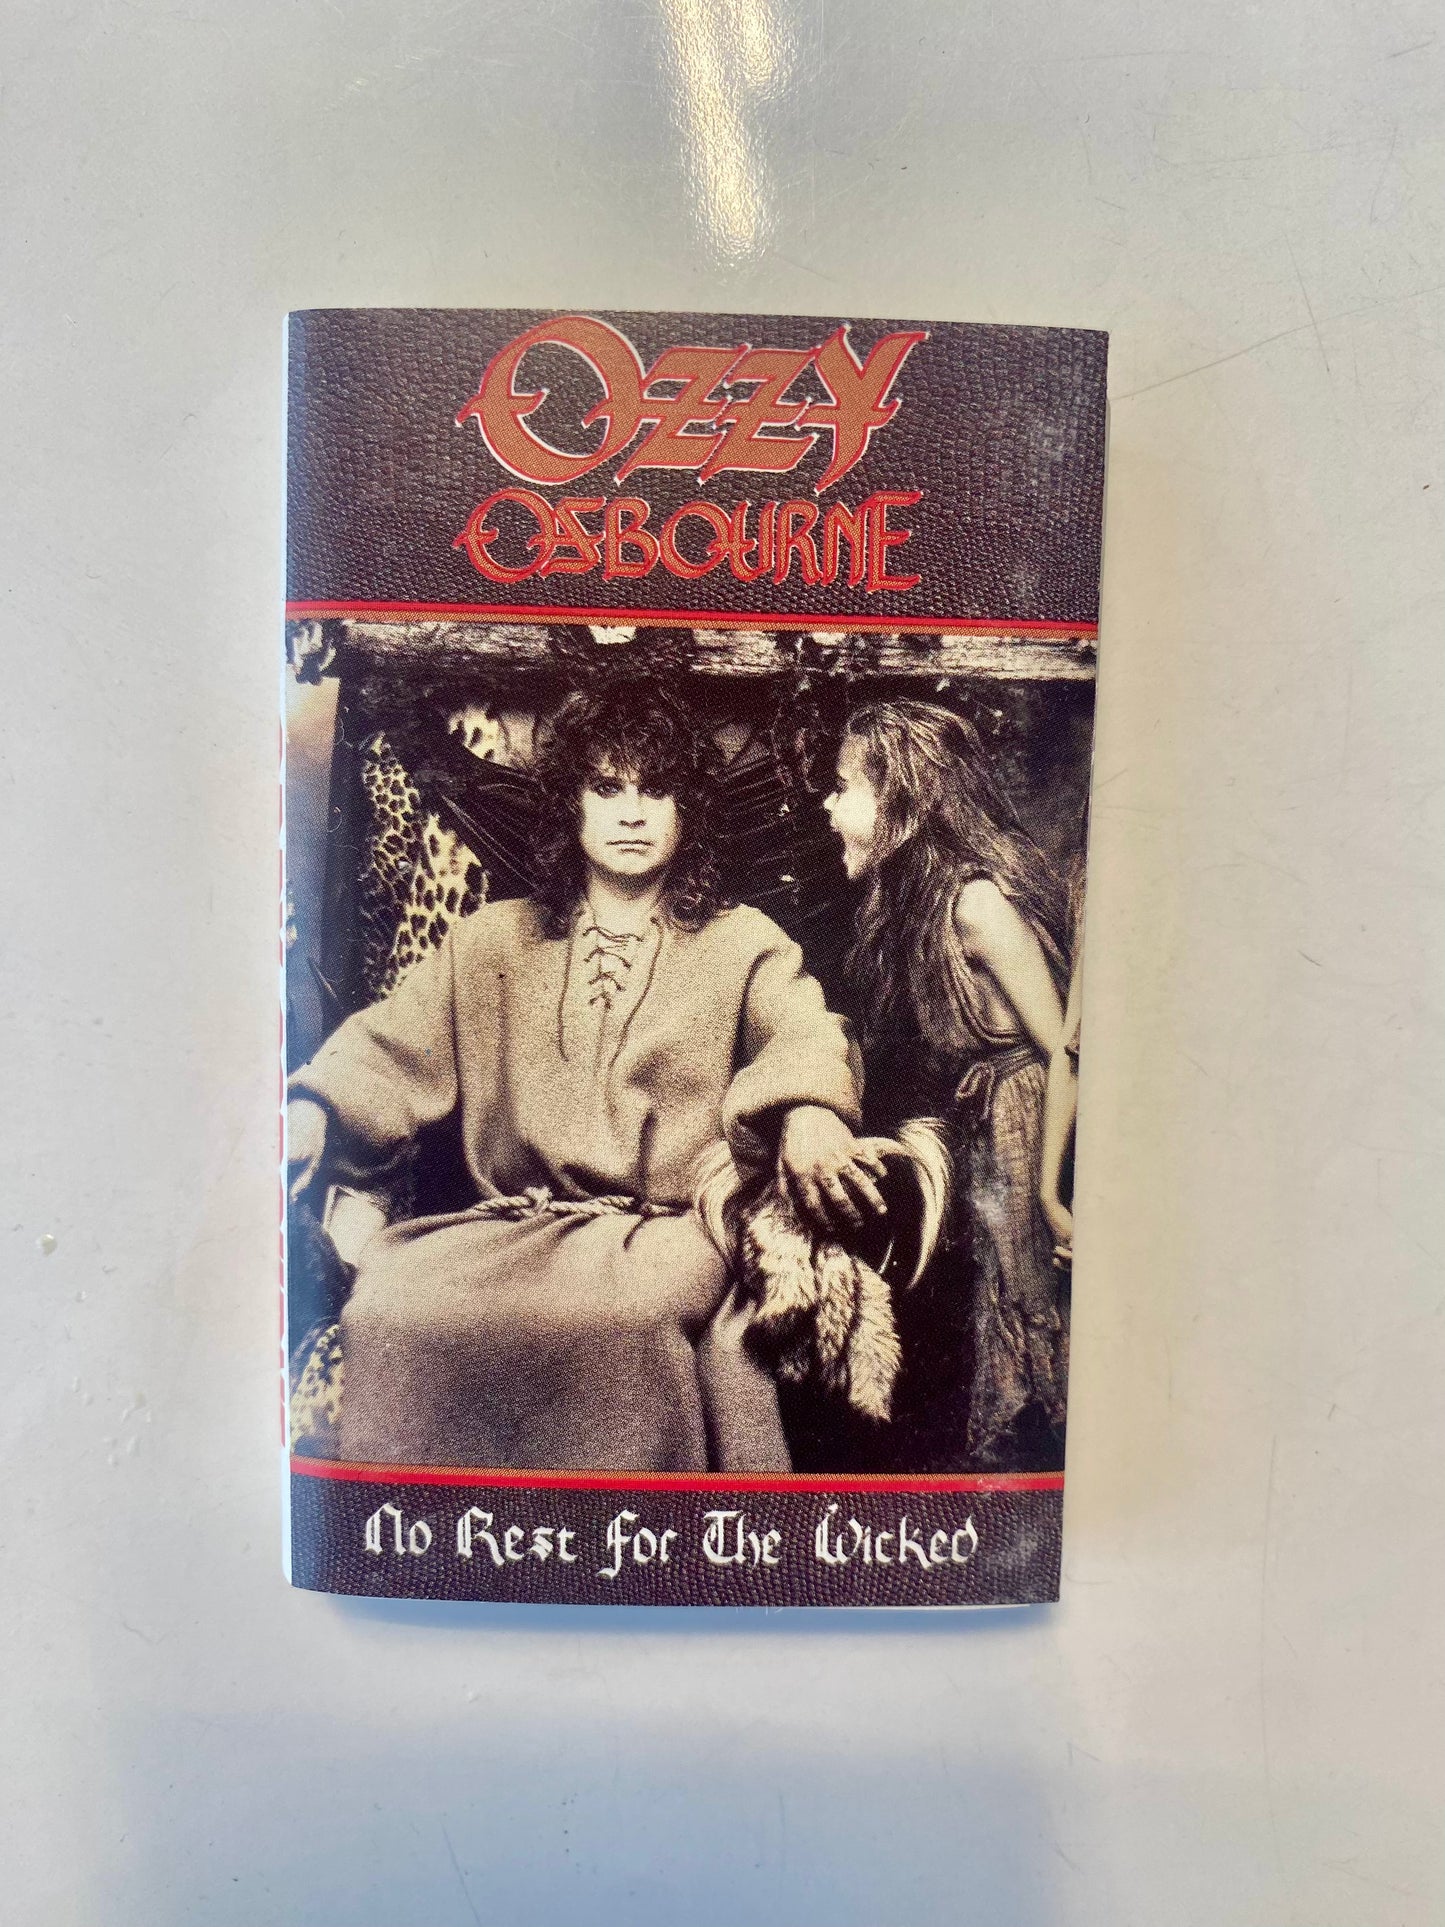 Ozzy
Osbourne
No Rest for The Wicked